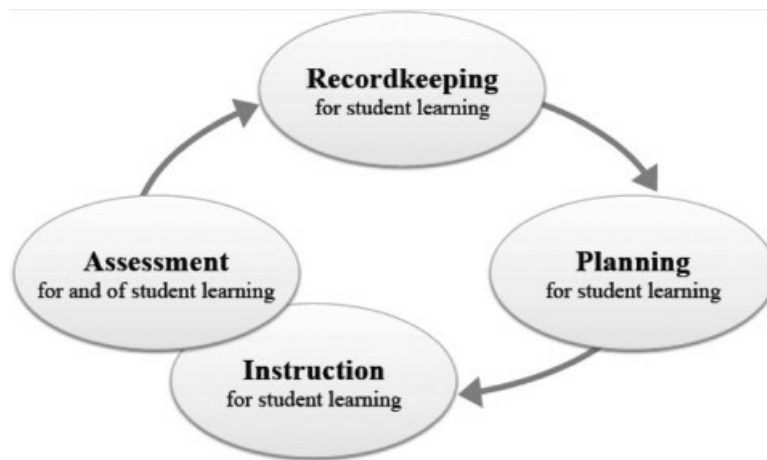 Recordkeeping
for student learning
Assessment
for and of student learning
Planning
for student learning
Instruction
for student learning